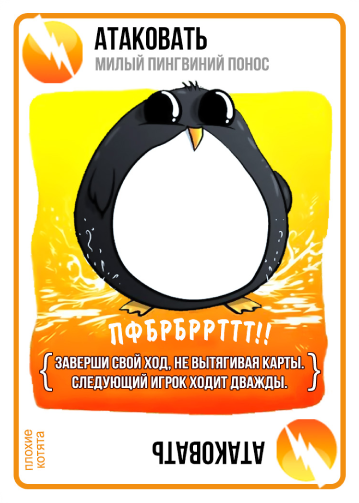 АТАКОВАТЬ
МИЛЫЙ ПИНГВИНИЙ ПОНОС
ПФБРБРРТТТ!!
{ ЗАВЕРШИ СВОЙ ХОД, НЕ ВЫТЯГИВАЯ КАРТЫ.
СЛЕДУЮЩИЙ ИГРОК ХОДИТ ДВАЖДЫ. }
плохие
котята
АТАКОВАТЬ